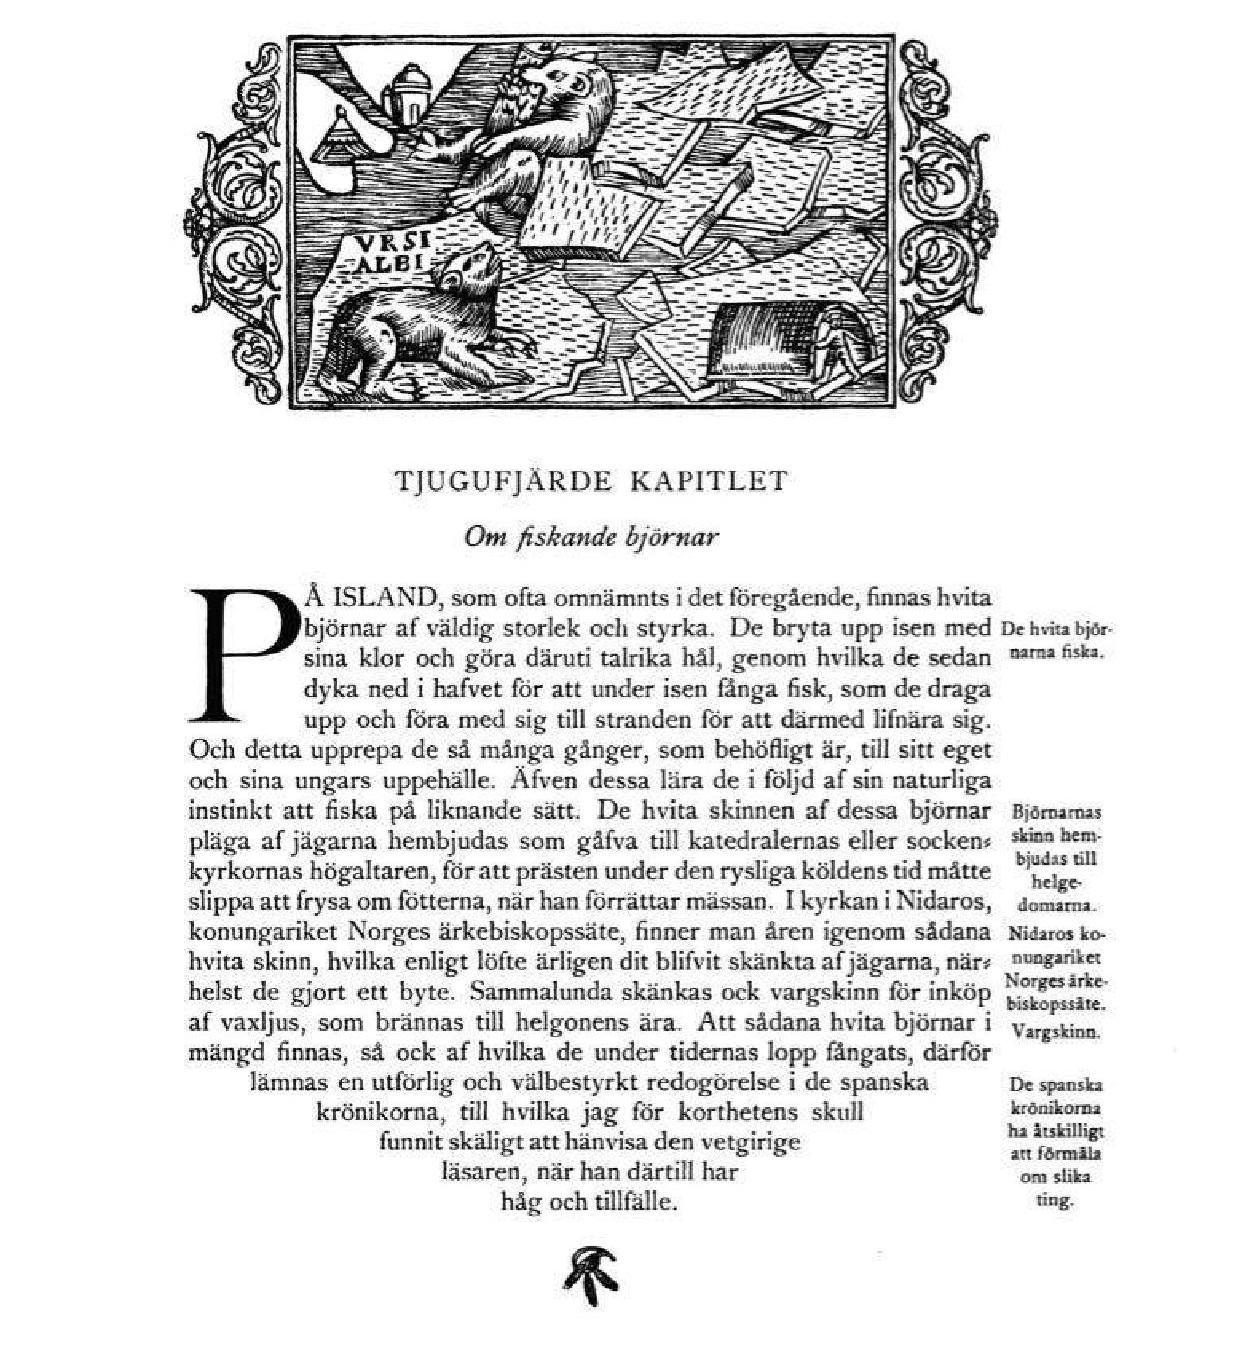 VRSI
ALBI
TJUGUFJÄRDE KAPITLET
Om fiskande björnar
PÅ ISLAND, som ofta omnämnts i det föregående, finnas hvita
björnar af väldig storlek och styrka. De bryta upp isen med
sina klor och göra däruti talrika hål, genom hvilka de sedan
dyka ned i hafvet för att under isen fånga fisk, som de draga
upp och föra med sig till stranden för att därmed lifnära sig.
Och detta upprepa de så många gånger, som behöfligt är, till sitt eget
och sina ungars uppehälle. Äfven dessa lära de i följd af sin naturliga
instinkt att fiska på liknande sätt. De hvita skinnen af dessa björnar
pläga af jägarna hembjudas som gåfva till katedralernas eller socken-
kyrkornas högaltaren, för att prästen under den rysliga köldens tid måtte
slippa att frysa om fötterna, när han förrättar mässan. I kyrkan i Nidaros,
konungariket Norges ärkebiskopssäte, finner man åren igenom sådana
hvita skinn, hvilka enligt löfte ärligen dit blifvit skänkta af jägarna, när-
helst de gjort ett byte. Sammalunda skänkas ock vargskinn för inköp
af vaxljus, som brännas till helgonens ära. Att sådana hvita björnar i
mängd finnas, så ock af hvilka de under tidernas lopp fångats, därför
lämnas en utförlig och välbestyrkt redogörelse i de spanska
krönikorna, till hvilka jag för korthetens skull
funnit skäligt att hänvisa den vetgirige
läsaren, när han därtill har
håg och tillfälle.
De hvita björ-
narna fiska.
Björnarnas
skinn hem-
bjudas till
helge-
domarna.
Nidaros ko-
nungariket
Norges ärke-
biskopssäte.
Vargskinn.
De spanska
krönikorna
ha åtskilligt
att förmäla
om slika
ting.